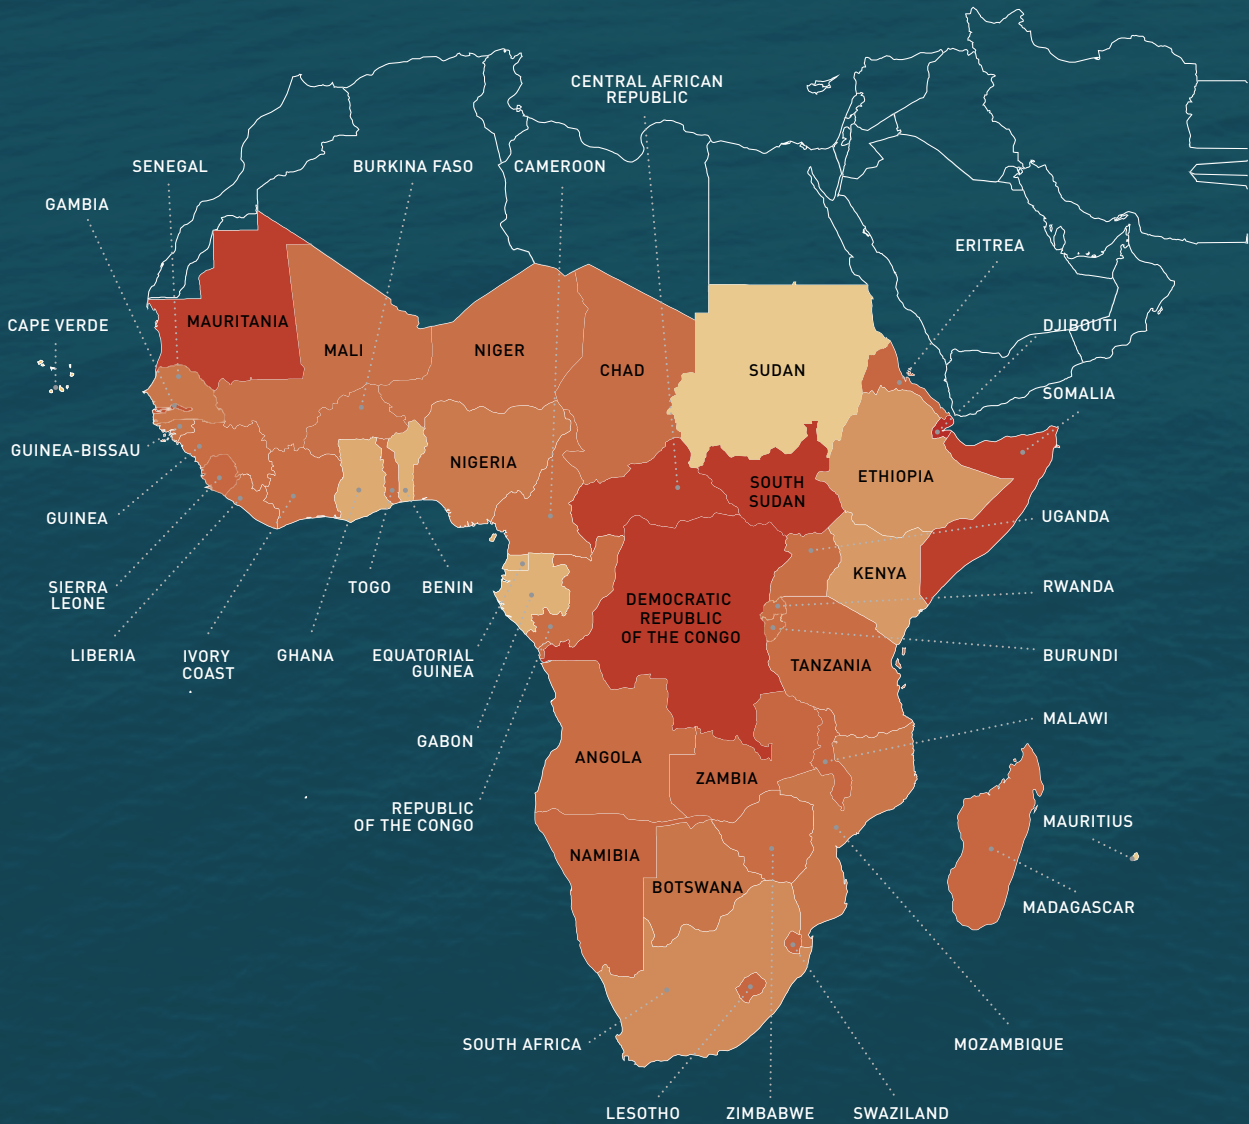 CENTRAL AFRICAN
REPUBLIC
SENEGAL
BURKINA FASO
CAMEROON
GAMBIA
ERITREA
CAPE VERDE
MAURITANIA
DJIBOUTI
MALI
NIGER
CHAD
SUDAN
SOMALIA
GUINEA-BISSAU
NIGERIA
ETHIOPIA
SOUTH
SUDAN
GUINEA
UGANDA
KENYA
SIERRA
LEONE
TOGO
BENIN
RWANDA
DEMOCRATIC
REPUBLIC
OF THE CONGO
LIBERIA
IVORY
COAST
GHANA
EQUATORIAL
GUINEA
TANZANIA
BURUNDI
MALAWI
GABON
ANGOLA
ZAMBIA
REPUBLIC
OF THE CONGO
MAURITIUS
NAMIBIA
BOTSWANA
MADAGASCAR
SOUTH AFRICA
MOZAMBIQUE
LESOTHO
ZIMBABWE
SWAZILAND